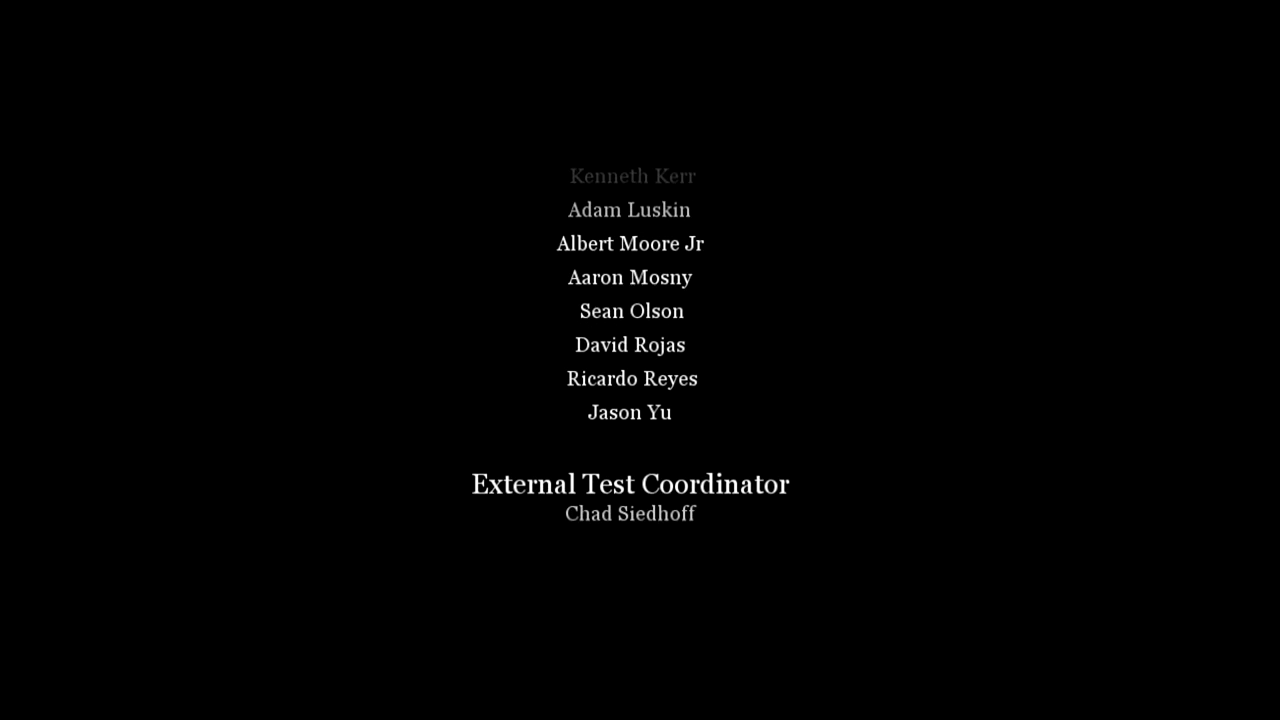 Kenneth Kerr
Adam Luskin
Albert Moore Jr
Aaron Mosny
Sean Olson
David Rojas
Ricardo Reyes
Jason Yu
External Test Coordinator
Chad Siedhoff